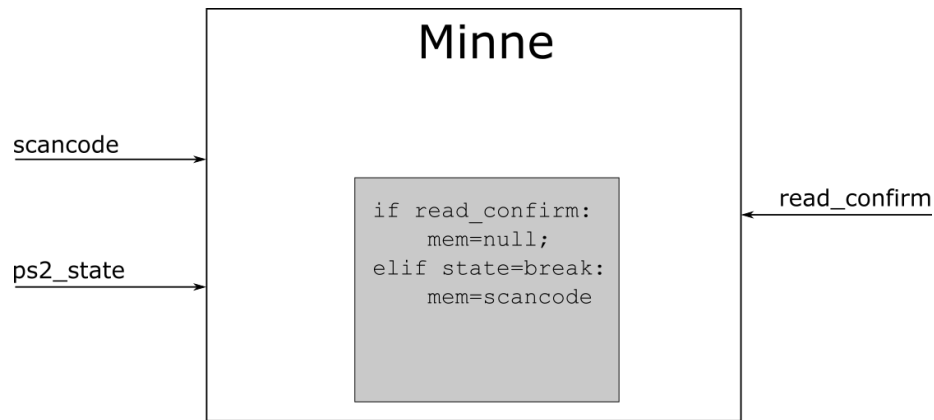 Minne
scancode
read_confirm
ps2_state
if read_confirm:
    mem=null;
elif state=break:
    mem=scancode